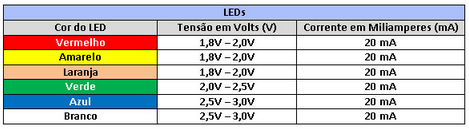 LEDs
Cor do LED Tensão em Volts (V) Corrente em Miliamperes (mA)
Vermelho 1,8V – 2,0V 20 mA
Amarelo 1,8V – 2,0V 20 mA
Laranja 1,8V – 2,0V 20 mA
Verde 2,0V – 2,5V 20 mA
Azul 2,5V – 3,0V 20 mA
Branco 2,5V – 3,0V 20 mA